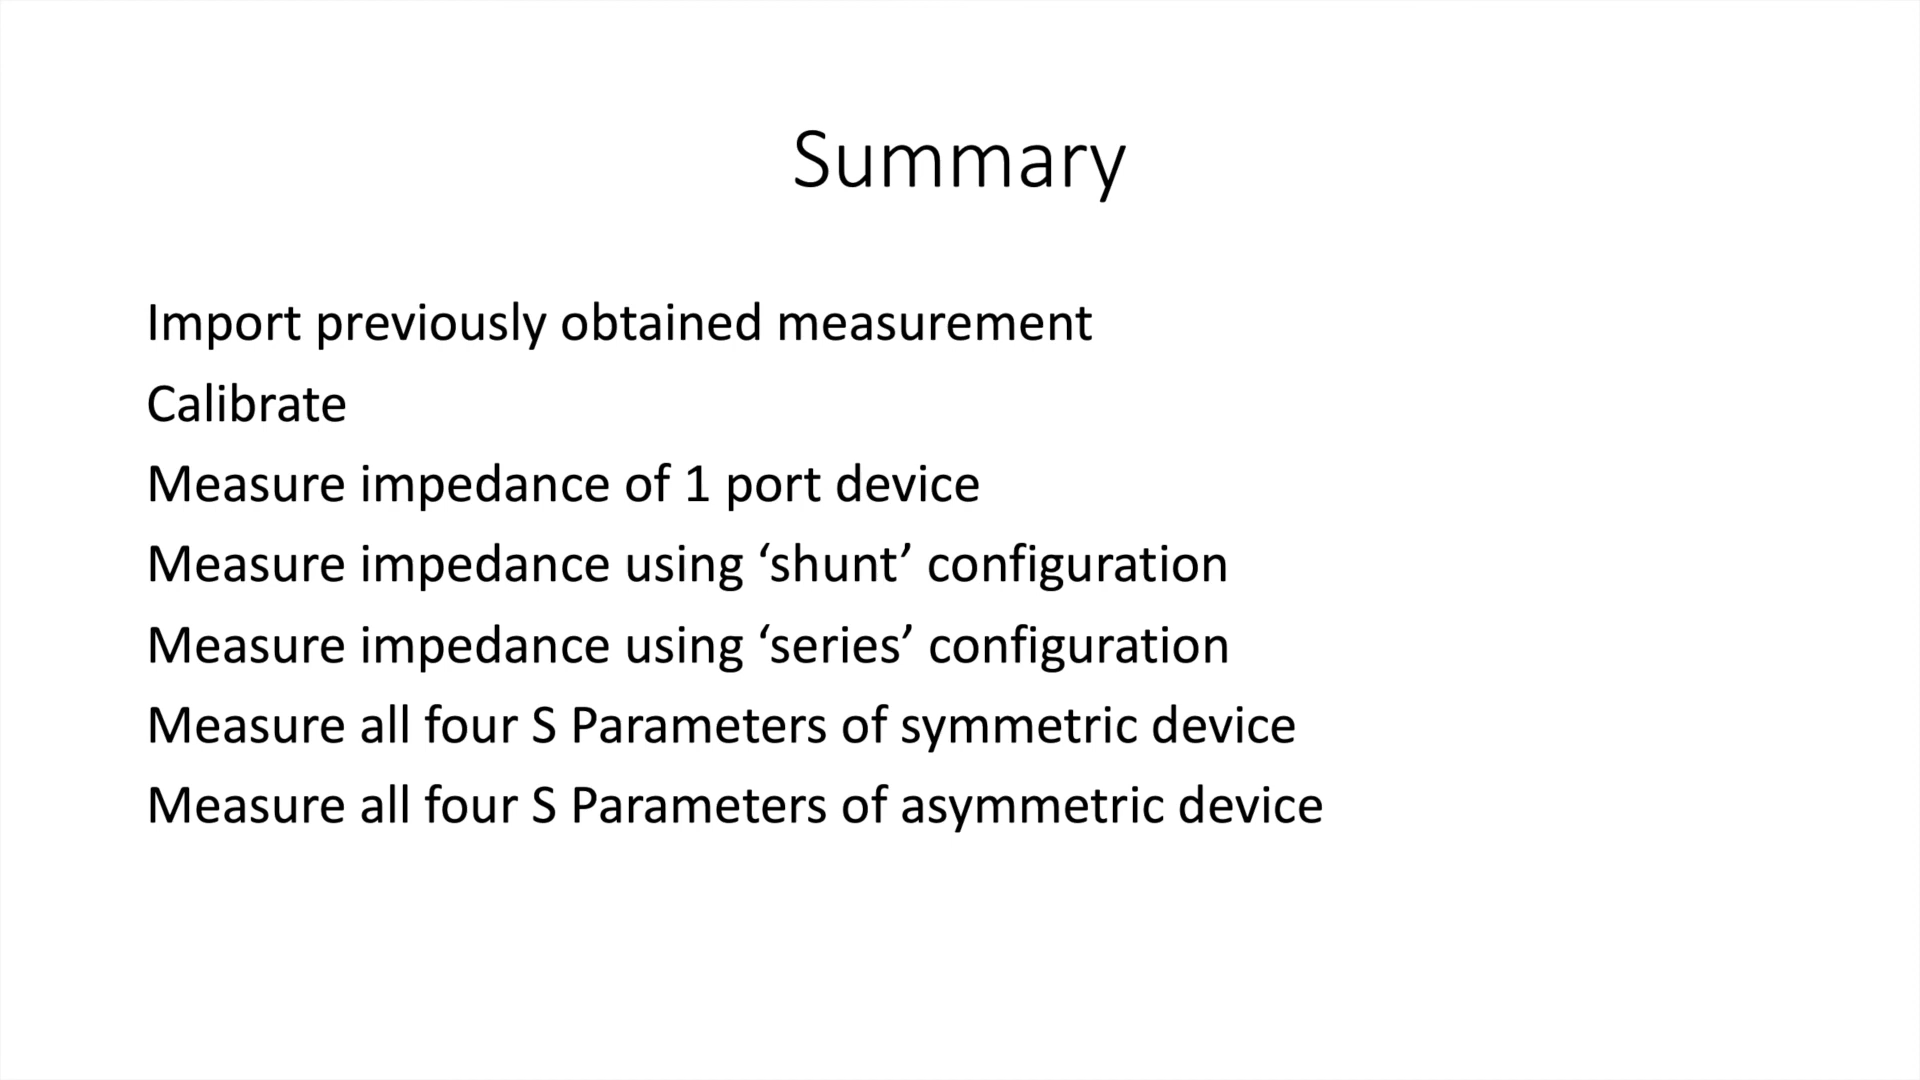 Summary
Import previously obtained measurement
Calibrate
Measure impedance of 1 port device
Measure impedance using ‘shunt’ configuration
Measure impedance using ‘series’ configuration
Measure all four S Parameters of symmetric device
Measure all four S Parameters of asymmetric device